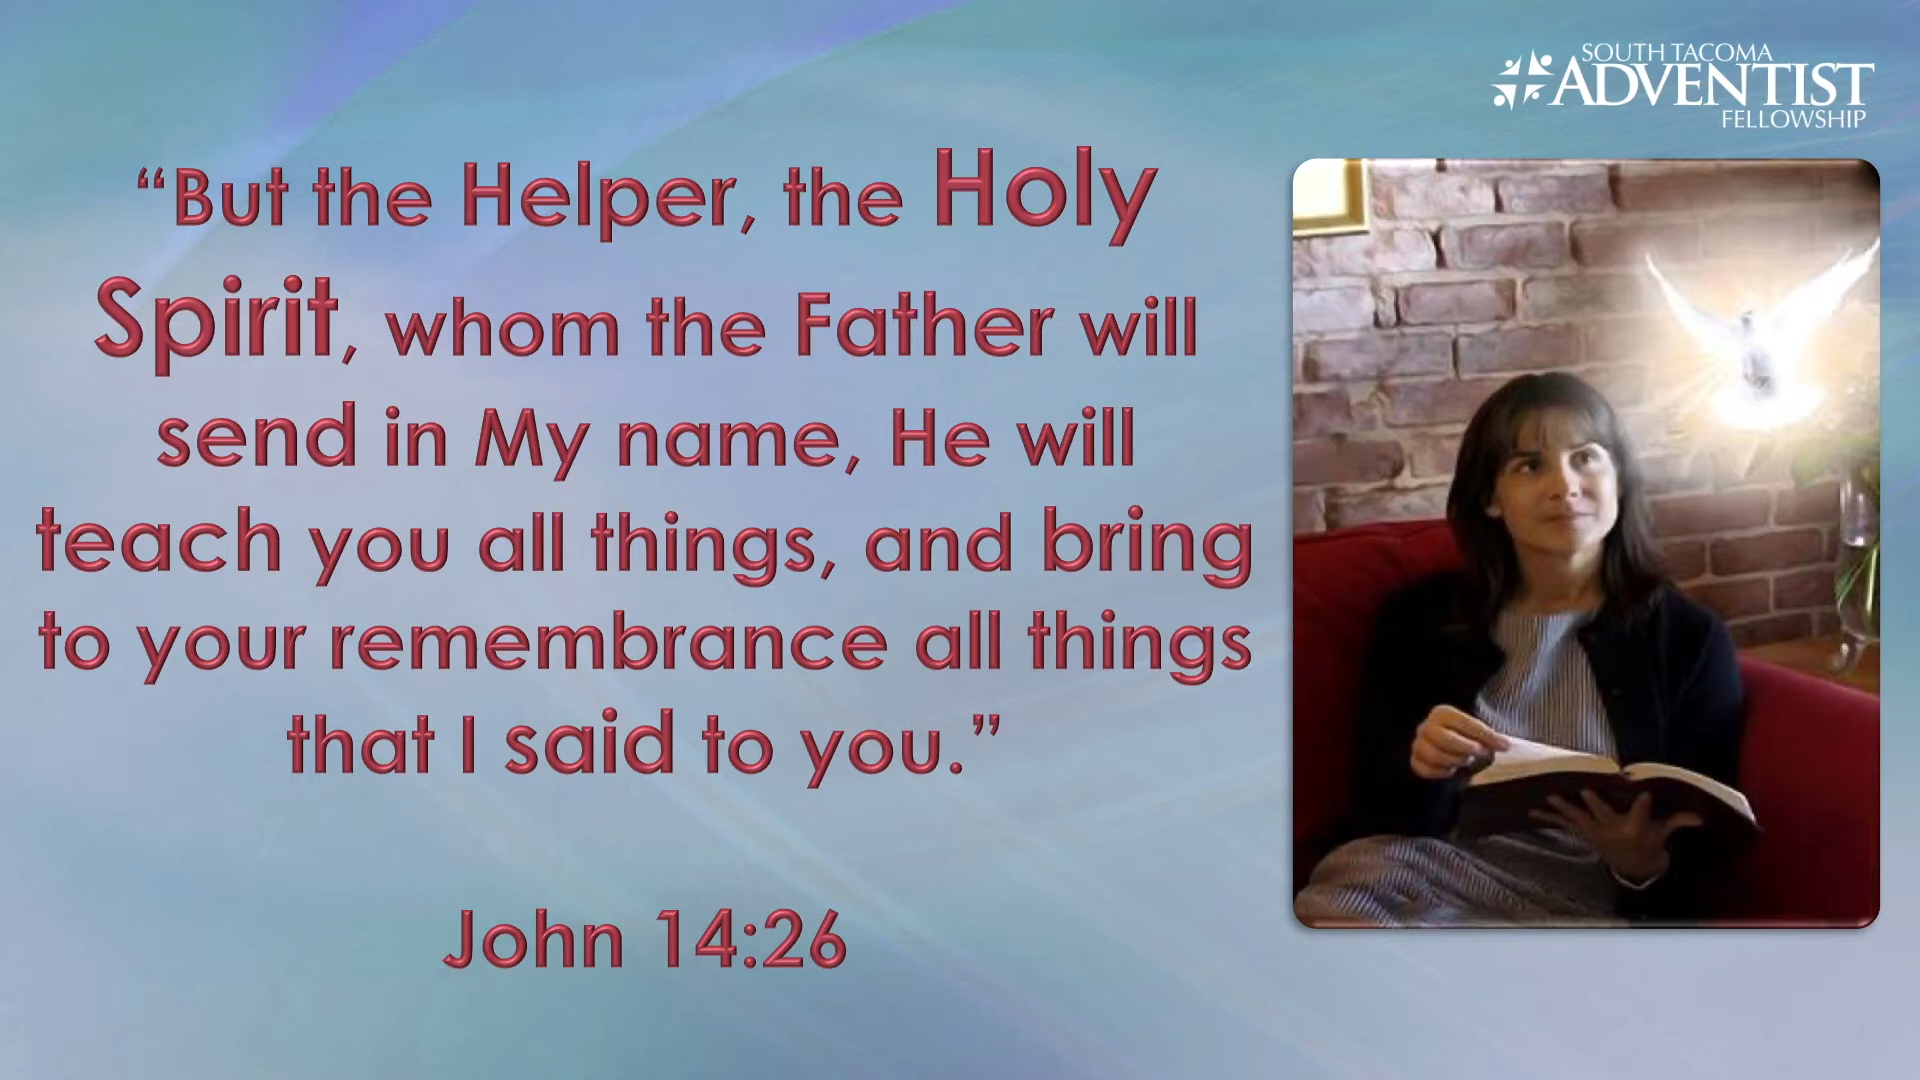 SOUTH TACOMA
ADVENTIST
FELLOWSHIP
“But the Helper, the Holy
Spirit, whom the Father will
send in My name, He will
teach you all things, and bring
to your remembrance all things
that I said to you.”
John 14:26